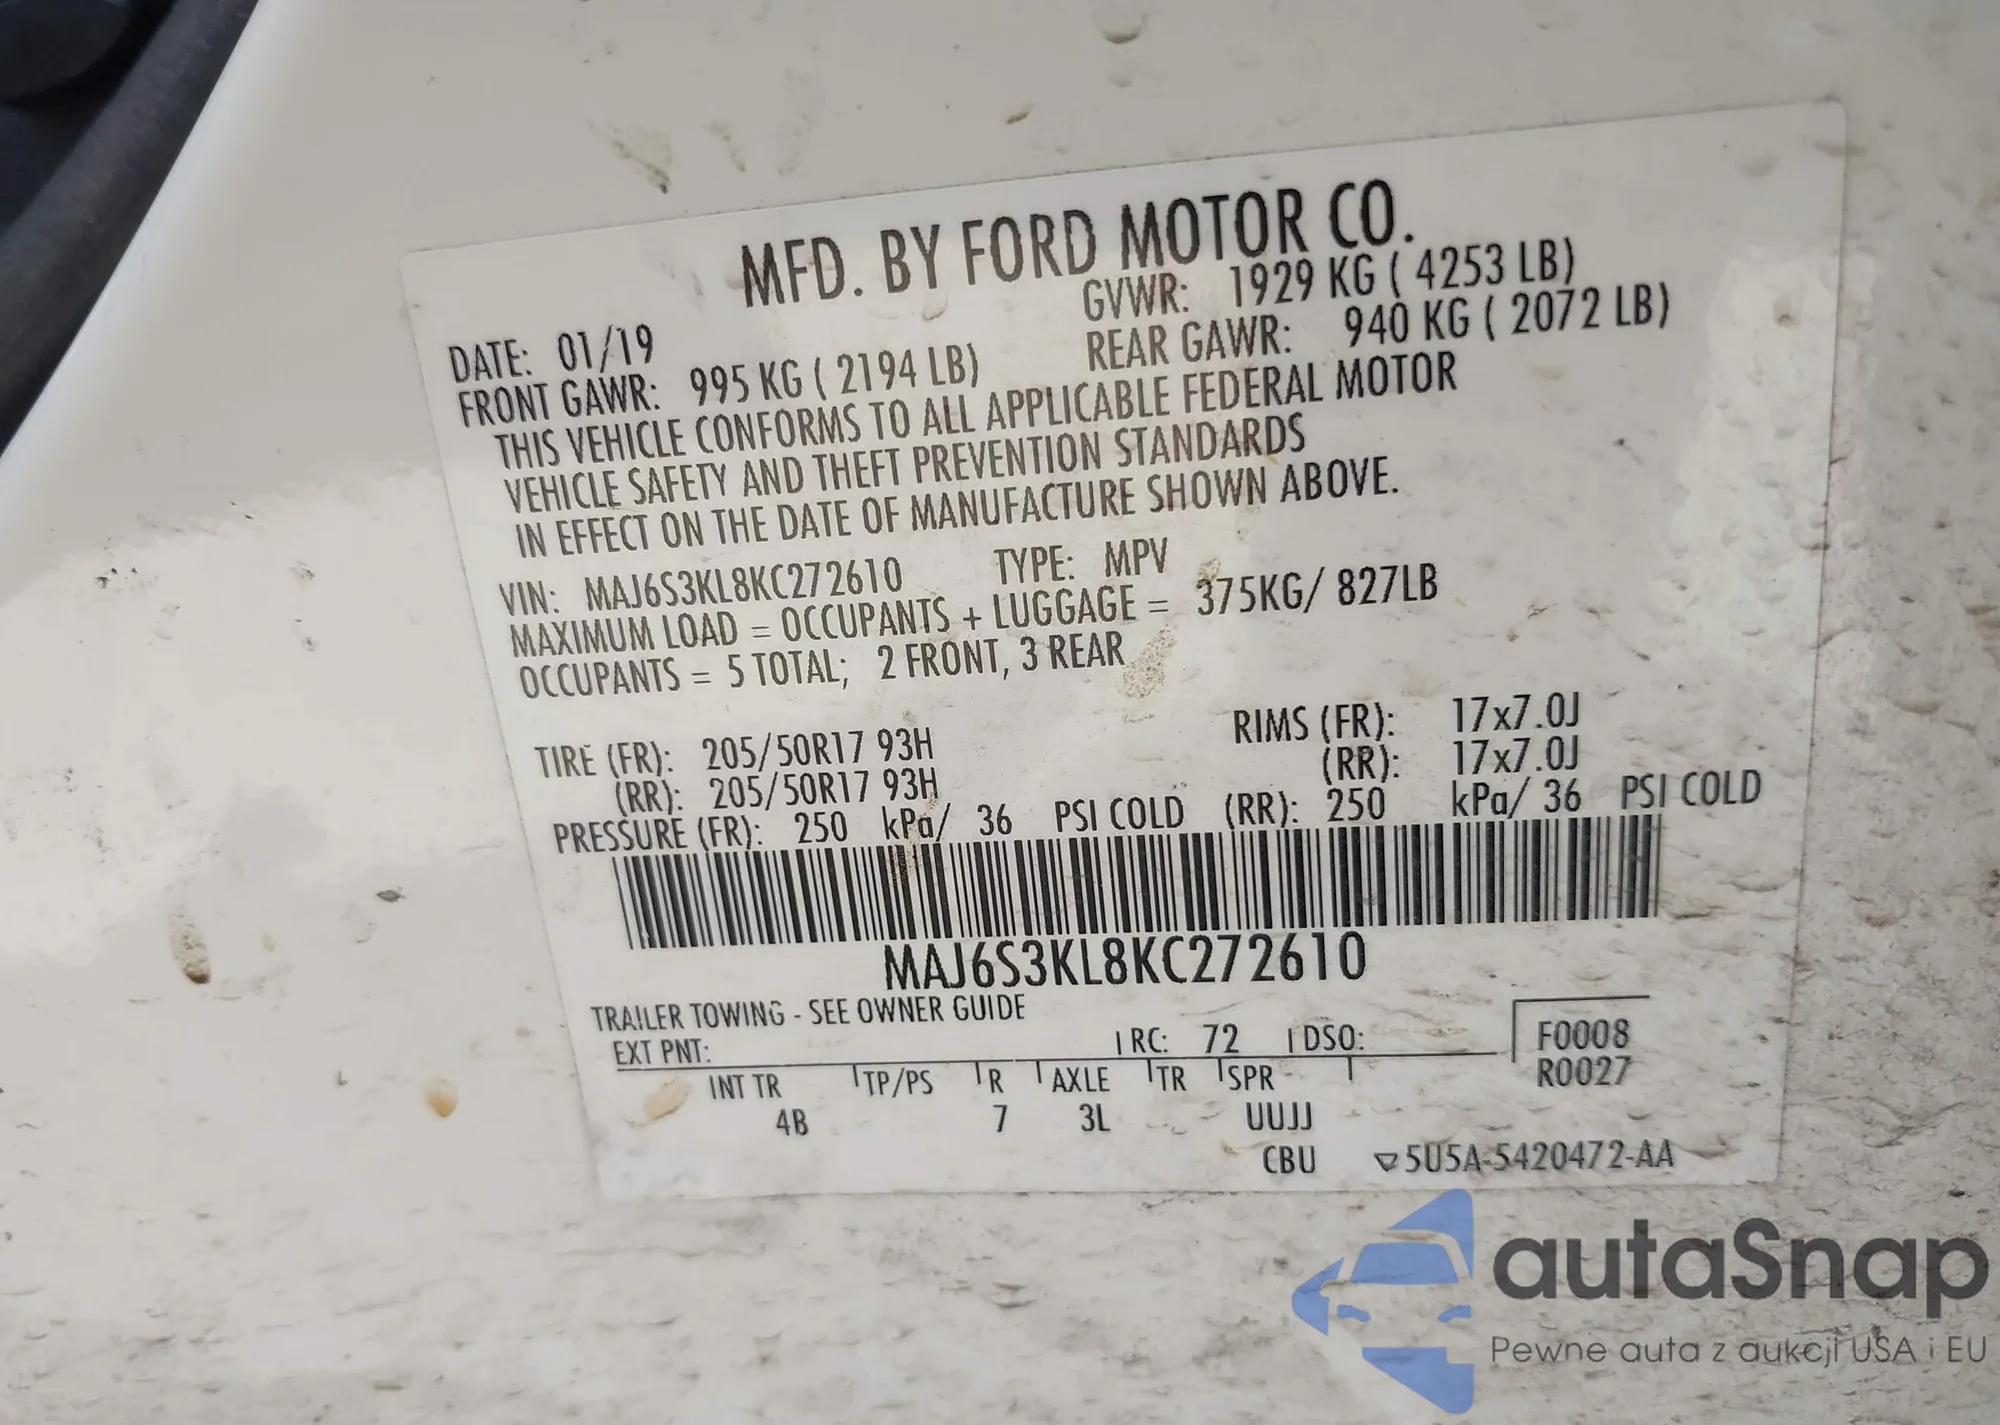 MFD. BY FORD MOTOR CO.
DATE: 01/19 GVWR: 1929 KG ( 4253 LB)
FRONT GAWR: 995 KG ( 2194 LB) REAR GAWR: 940 KG ( 2072 LB)
THIS VEHICLE CONFORMS TO ALL APPLICABLE FEDERAL MOTOR
VEHICLE SAFETY AND THEFT PREVENTION STANDARDS
IN EFFECT ON THE DATE OF MANUFACTURE SHOWN ABOVE.
VIN: MAJ6S3KL8KC272610 TYPE: MPV
MAXIMUM LOAD = OCCUPANTS + LUGGAGE = 375KG/ 827LB
OCCUPANTS = 5 TOTAL; 2 FRONT, 3 REAR
TIRE (FR): 205/50R17 93H RIMS (FR): 17x7.0J
(RR): 205/50R17 93H (RR): 17x7.0J
PRESSURE (FR): 250 kPa/ 36 PSI COLD (RR): 250 kPa/ 36 PSI COLD
MAJ6S3KL8KC272610
TRAILER TOWING - SEE OWNER GUIDE
EXT PNT: RC: 72 DSO: F0008
INT TR TP/PS R AXLE TR SPR R0027
4B 7 3L UUJJ
CBU 5U5A-5420472-AA
autaSnap
Pewne auta z aukcji USA i EU